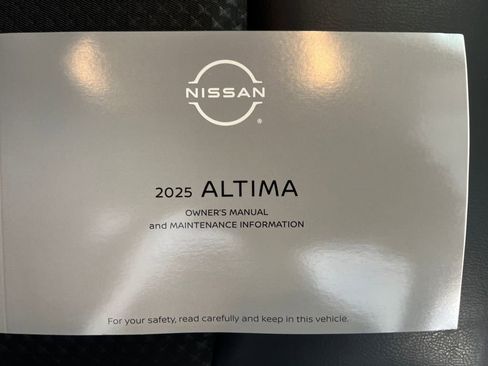 NISSAN
®
2025 ALTIMA
OWNER'S MANUAL
and MAINTENANCE INFORMATION
For your safety, read carefully and keep in this vehicle.